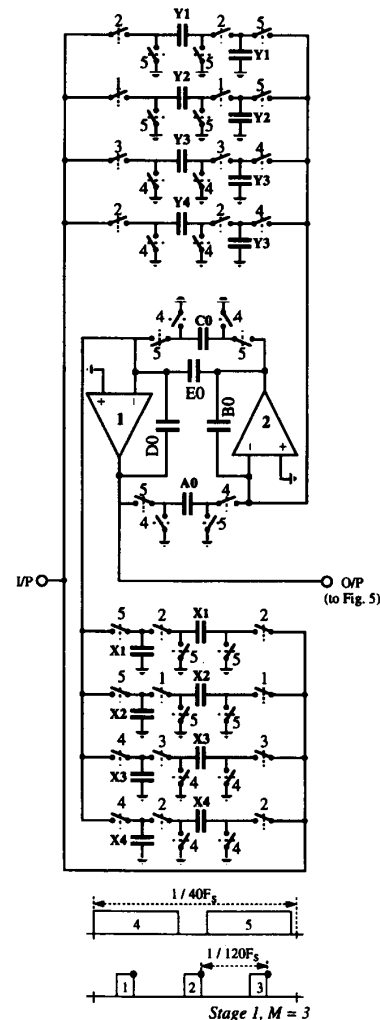 2 Y1 2 5
5 5 Y1
1 Y2 1 5
5 5 Y2
3 Y3 3 4
4 4 Y3
2 Y4 2 4
4 4 Y3
4 4
C0
5 5
E0
+ − 1 D0 B0 2 − +
A0
5 4
4 5
I/P O/P
(to Fig. 5)
5 2 X1 2
X1 5 5
5 1 X2 1
X2 5 5
4 3 X3 3
X3 4 4
4 2 X4 2
X4 4 4
1 / 40Fs
4 5
1 / 120Fs
1 2 3
Stage 1, M = 3